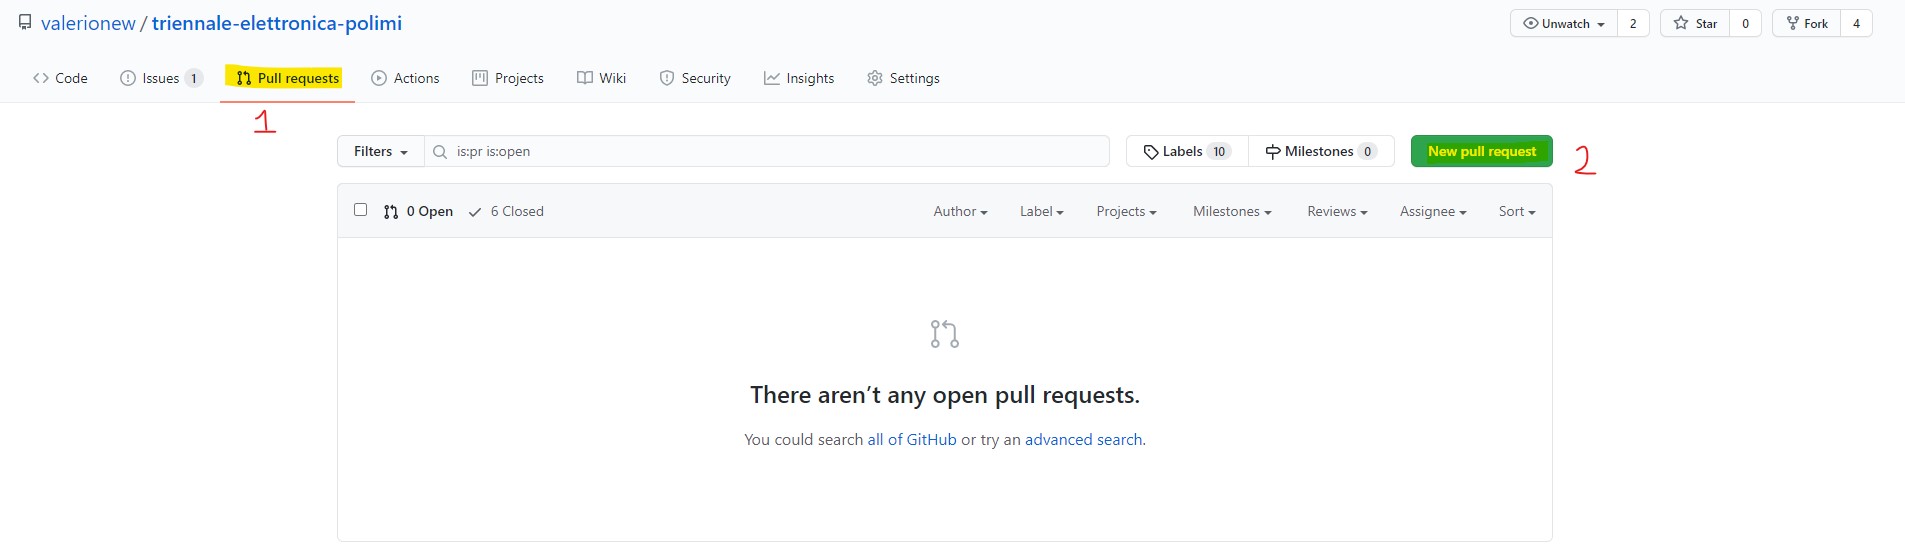 valerionew / triennale-elettronica-polimi
Unwatch 2
Star 0
Fork 4
Code
Issues 1
Pull requests
Actions
Projects
Wiki
Security
Insights
Settings
1
Filters
is:pr is:open
Labels 10
Milestones 0
New pull request
2
0 Open
6 Closed
Author
Label
Projects
Milestones
Reviews
Assignee
Sort
There aren’t any open pull requests.
You could search all of GitHub or try an advanced search.